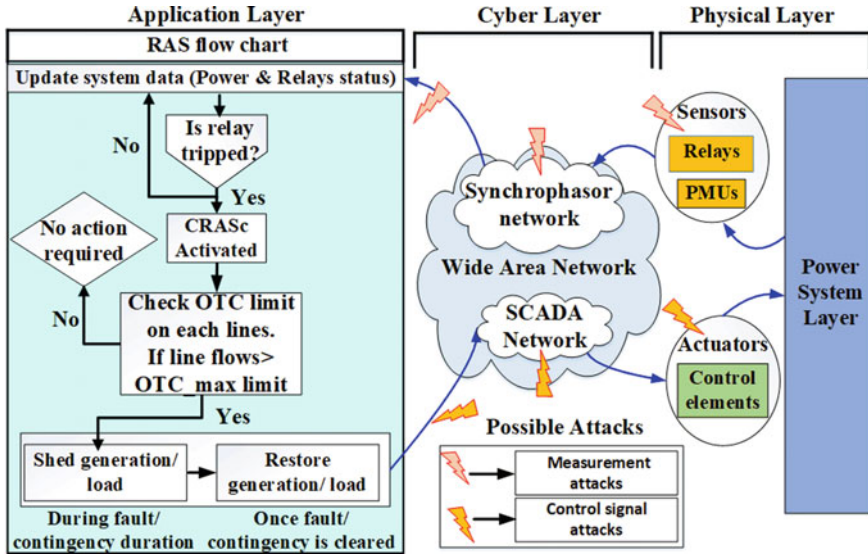 Application Layer
RAS flow chart
Update system data (Power & Relays status)
No
Is relay
tripped?
Yes
No action
required
CRASc
Activated
No
Check OTC limit
on each lines.
If line flows>
OTC_max limit
Yes
Shed generation/
load
Restore
generation/ load
During fault/
contingency duration
Once fault/
contingency is cleared
Cyber Layer
Synchrophasor
network
Wide Area Network
SCADA
Network
Possible Attacks
Measurement
attacks
Control signal
attacks
Physical Layer
Sensors
Relays
PMUs
Actuators
Control
elements
Power
System
Layer